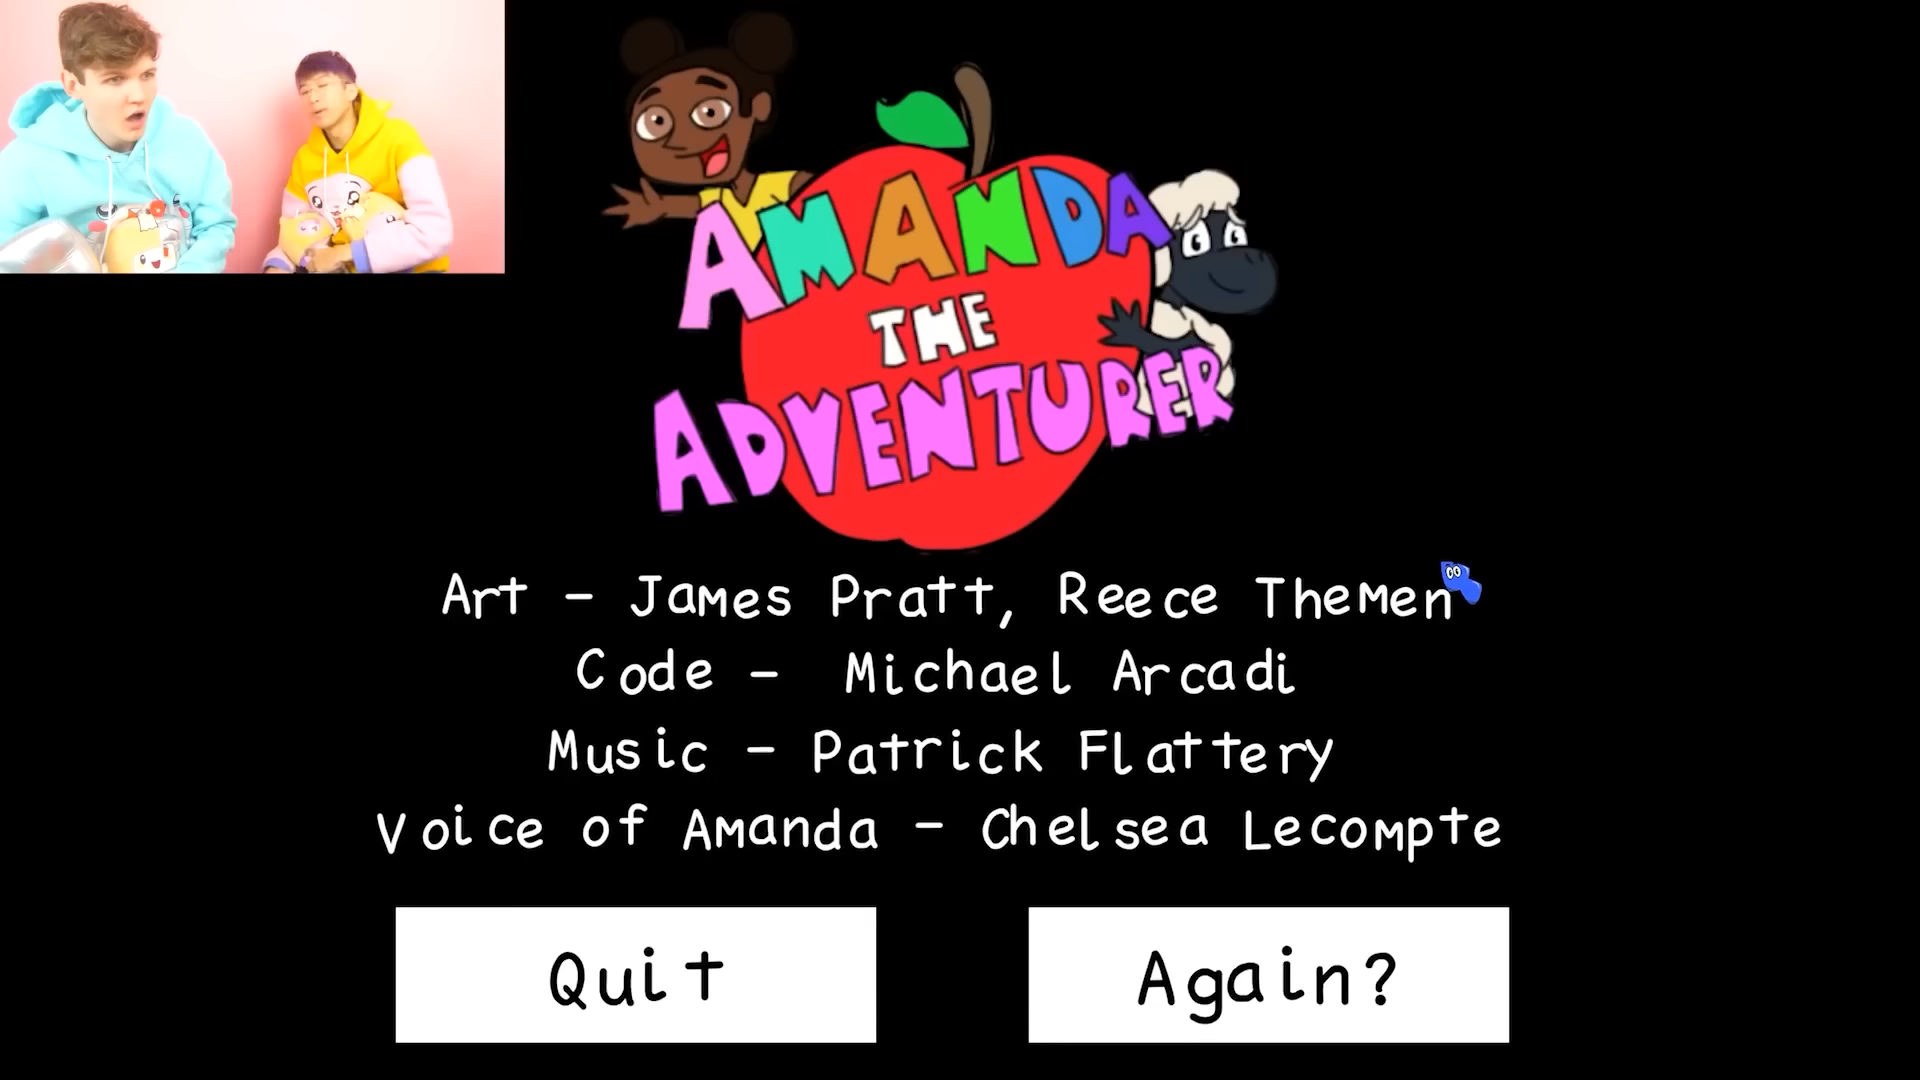 AMANDA
THE
ADVENTURER
Art - James Pratt, Reece Themen
Code - Michael Arcadi
Music - Patrick Flattery
Voice of Amanda - Chelsea Lecompte
Quit
Again?